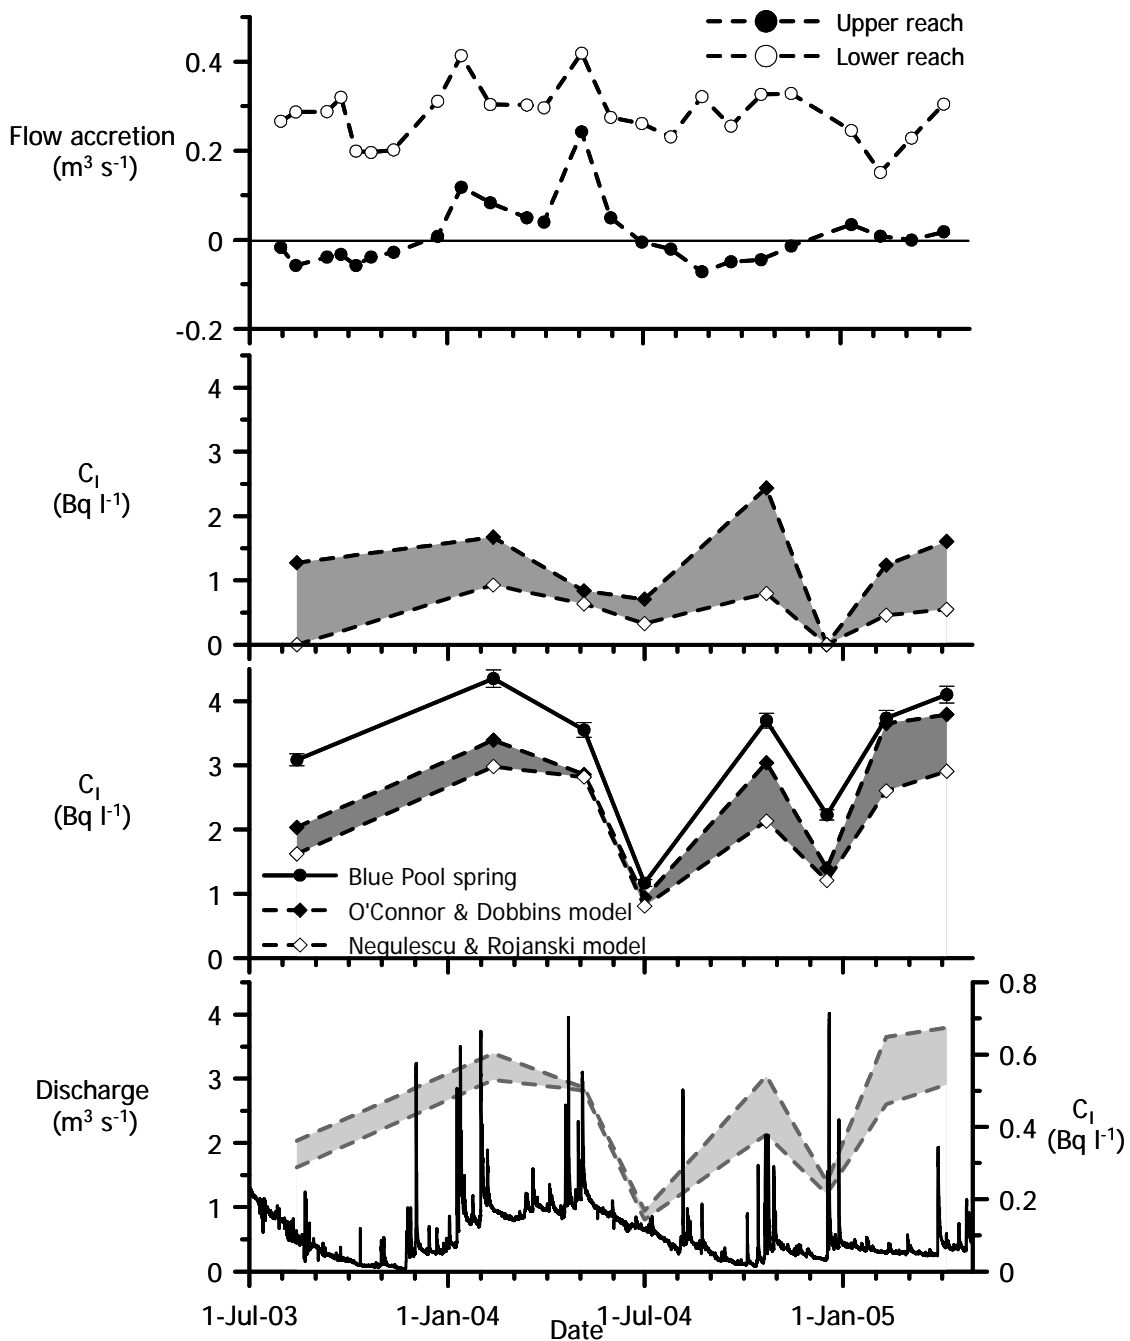 Upper reach
Lower reach
Flow accretion
(m³ s⁻¹)
0.4
0.2
0
-0.2
C_I
(Bq l⁻¹)
4
3
2
1
0
C_I
(Bq l⁻¹)
4
3
2
1
0
Blue Pool spring
O'Connor & Dobbins model
Negulescu & Rojanski model
Discharge
(m³ s⁻¹)
4
3
2
1
0
0.8
0.6
0.4
0.2
0
C_I
(Bq l⁻¹)
1-Jul-03 1-Jan-04 1-Jul-04 1-Jan-05
Date